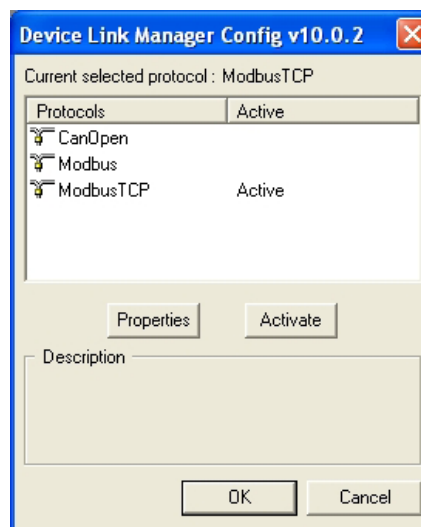 Device Link Manager Config v10.0.2
Current selected protocol : ModbusTCP
Protocols Active
CanOpen
Modbus
ModbusTCP Active
Properties Activate
Description
OK Cancel